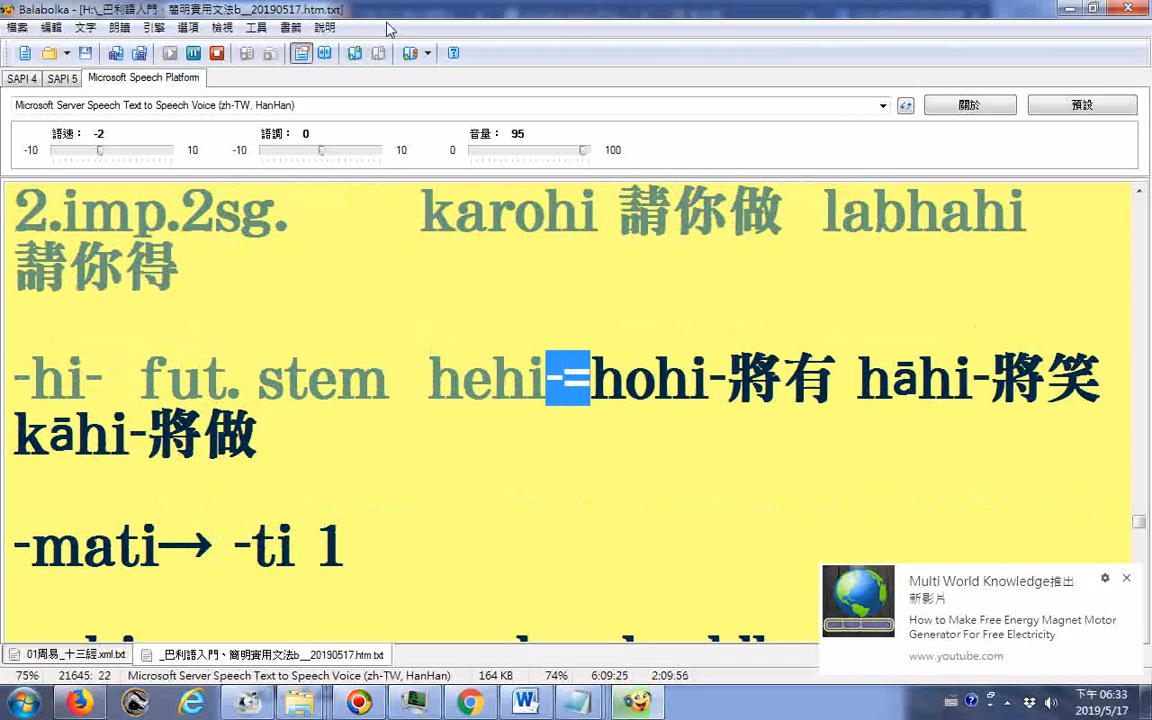 Balabolka - [H:\_巴利語入門、簡明實用文法b__20190517.htm.txt]
檔案 編輯 文字 朗讀 引擎 選項 檢視 工具 書籤 說明
SAPI 4 SAPI 5 Microsoft Speech Platform
Microsoft Server Speech Text to Speech Voice (zh-TW, HanHan) 關於 預設
語速： -2 語調： 0 音量： 95
-10 10 -10 10 0 100
2.imp.2sg. karohi 請你做 labhahi
請你得
-hi- fut. stem hehi-=hohi-將有 hāhi-將笑
kāhi-將做
-mati→ -ti 1
Multi World Knowledge推出
新影片
How to Make Free Energy Magnet Motor
Generator For Free Electricity
www.youtube.com
01周易_十三經.xml.txt _巴利語入門、簡明實用文法b__20190517.htm.txt
75% 21645: 22 Microsoft Server Speech Text to Speech Voice (zh-TW, HanHan) 164 KB 74% 6:09:25 2:09:56
下午 06:33
2019/5/17